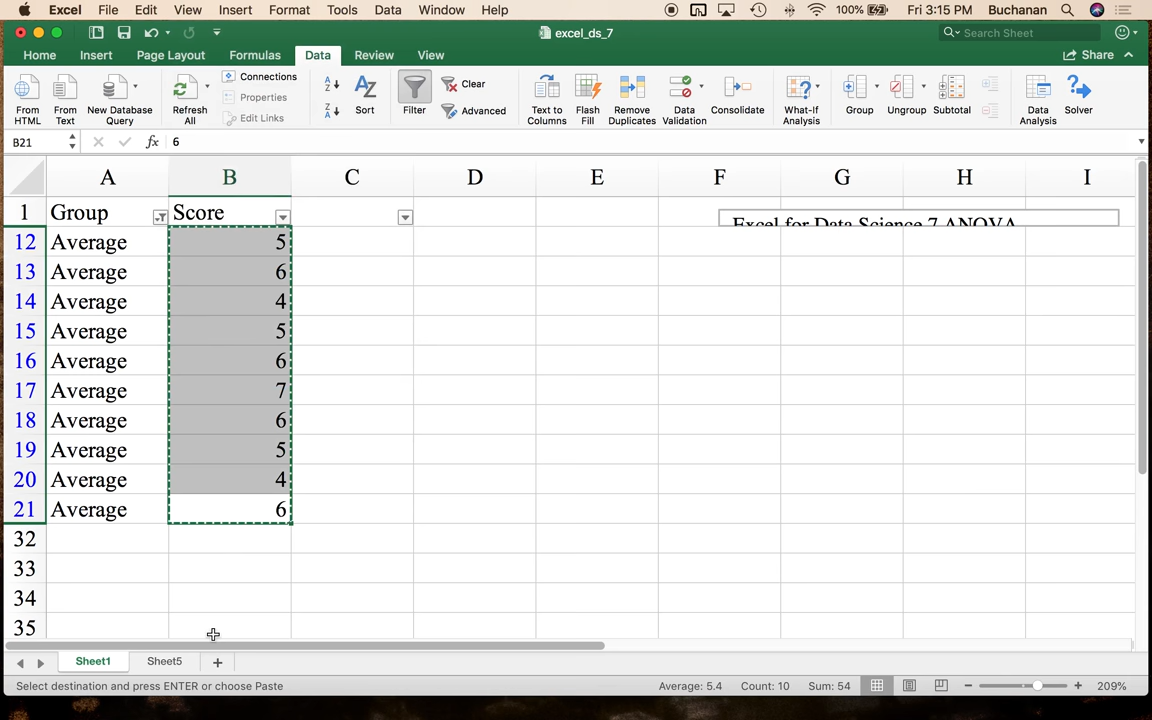 Excel File Edit View Insert Format Tools Data Window Help 100% Fri 3:15 PM Buchanan
excel_ds_7 Search Sheet
Home Insert Page Layout Formulas Data Review View Share
From HTML From Text New Database Query Refresh All Connections Properties Edit Links Sort Filter Clear Advanced Text to Columns Flash Fill Remove Duplicates Data Validation Consolidate What-If Analysis Group Ungroup Subtotal Data Analysis Solver
B21 fx 6
A B C D E F G H I
1 Group Score Excel for Data Science 7 ANOVA
12 Average 5
13 Average 6
14 Average 4
15 Average 5
16 Average 6
17 Average 7
18 Average 6
19 Average 5
20 Average 4
21 Average 6
32
33
34
35
Sheet1 Sheet5 +
Select destination and press ENTER or choose Paste Average: 5.4 Count: 10 Sum: 54 209%